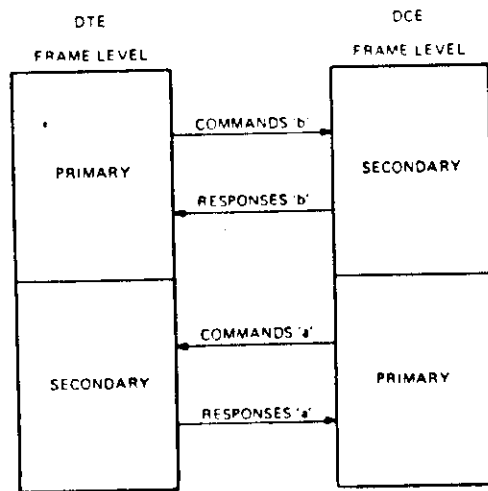 DTE
DCE
FRAME LEVEL
FRAME LEVEL
COMMANDS 'b'
PRIMARY
SECONDARY
RESPONSES 'b'
COMMANDS 'a'
SECONDARY
PRIMARY
RESPONSES 'a'